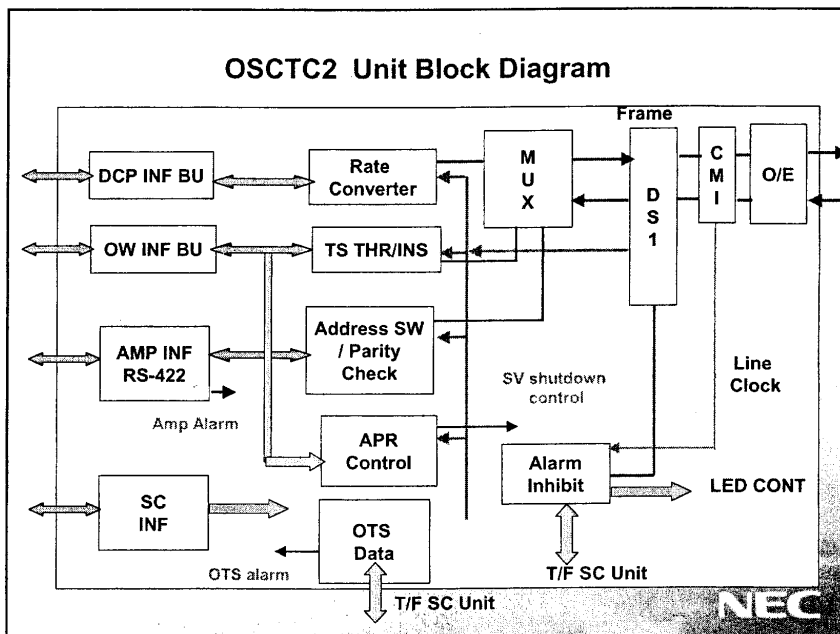 OSCTC2 Unit Block Diagram
Frame
DCP INF BU
Rate
Converter
M
U
X
D
S
1
C
M
I
O/E
OW INF BU
TS THR/INS
AMP INF
RS-422
Address SW
/ Parity
Check
Amp Alarm
SV shutdown
control
Line
Clock
APR
Control
Alarm
Inhibit
LED CONT
SC
INF
OTS
Data
OTS alarm
T/F SC Unit
T/F SC Unit
NEC